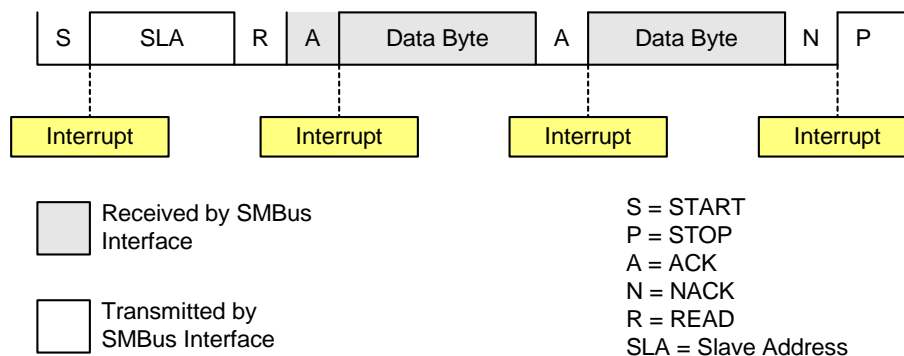 S SLA R A Data Byte A Data Byte N P
Interrupt Interrupt Interrupt Interrupt
Received by SMBus
Interface
Transmitted by
SMBus Interface
S = START
P = STOP
A = ACK
N = NACK
R = READ
SLA = Slave Address